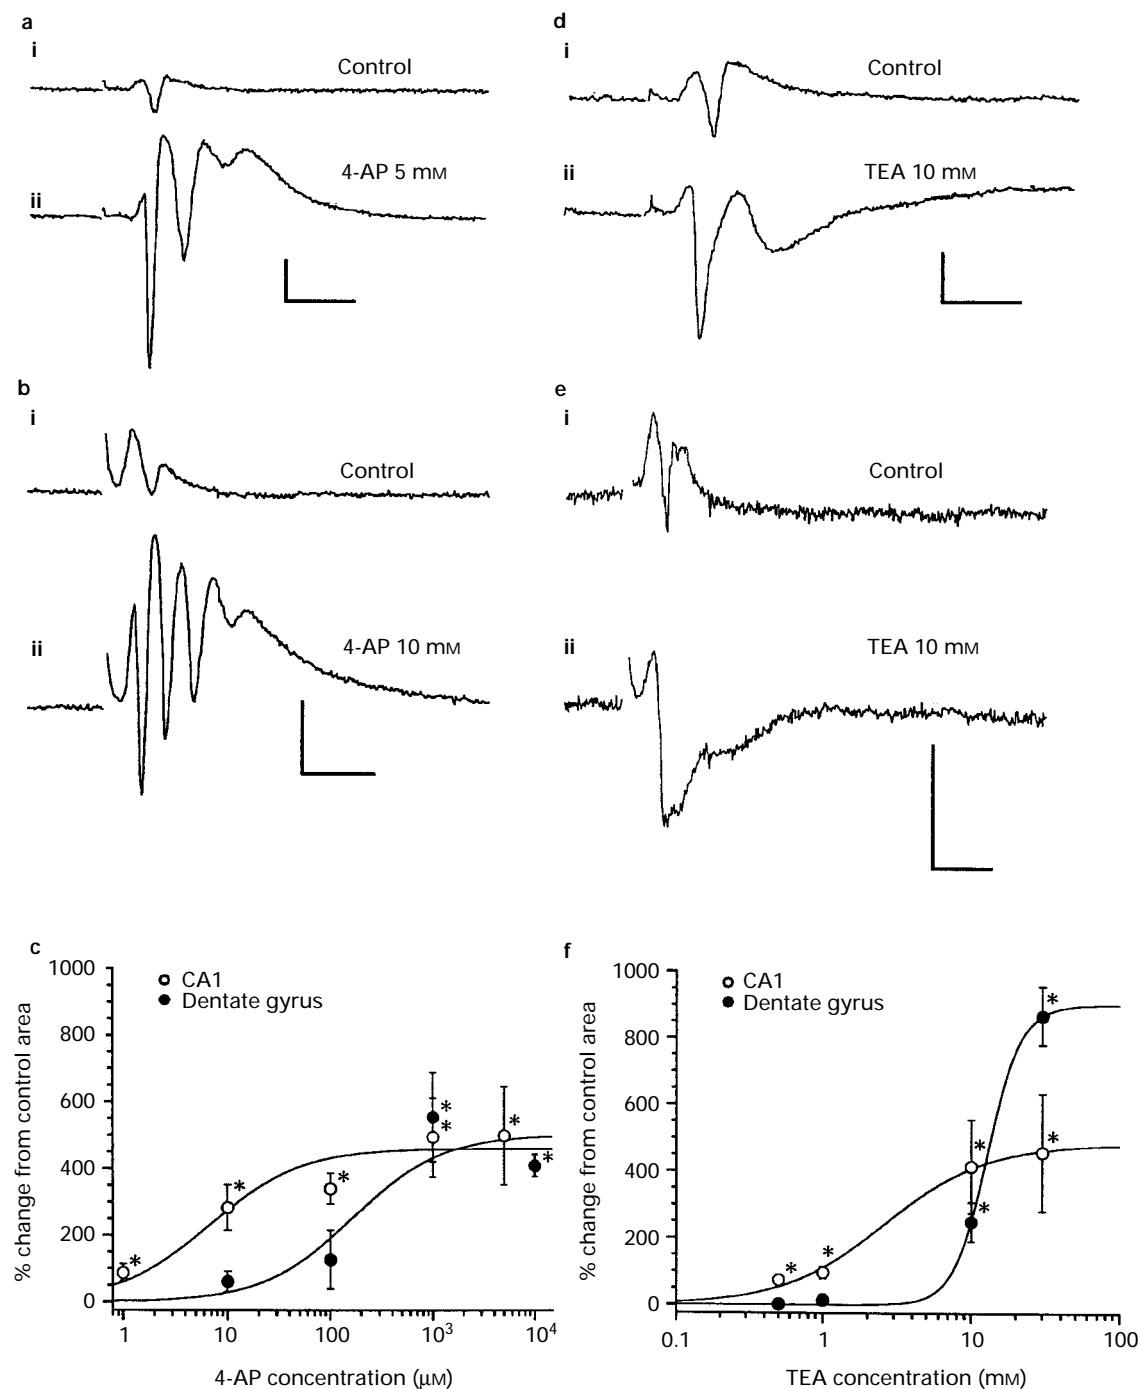 a
i
Control
4-AP 5 mM
ii
d
i
Control
ii
TEA 10 mM
b
i
Control
ii
4-AP 10 mM
e
i
Control
ii
TEA 10 mM
c
1000
800
600
400
200
0
% change from control area
CA1
Dentate gyrus
*
*
*
*
*
*
*
1
10
100
10³
10⁴
4-AP concentration (µM)
f
1000
800
600
400
200
0
% change from control area
CA1
Dentate gyrus
*
*
*
*
*
*
0.1
1
10
100
TEA concentration (mM)